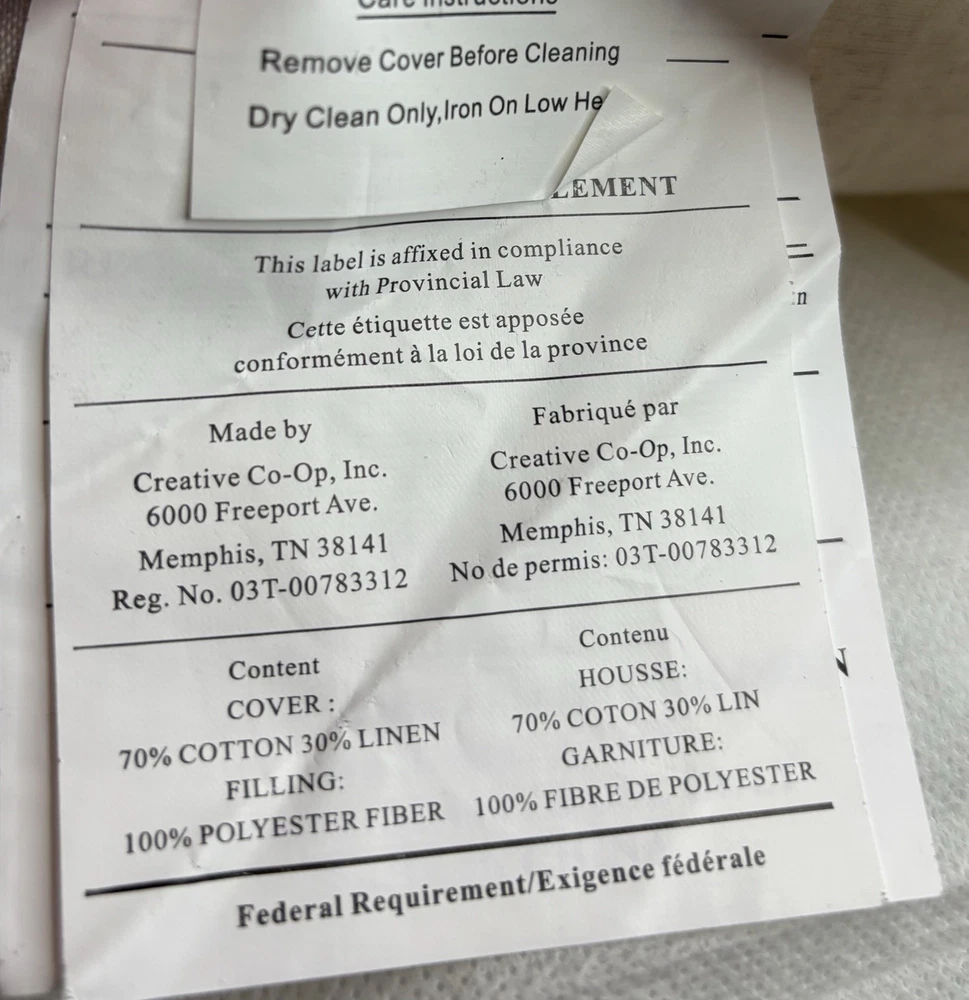 Care Instructions
Remove Cover Before Cleaning
Dry Clean Only,Iron On Low He
LEMENT
This label is affixed in compliance
with Provincial Law
Cette étiquette est apposée
conformément à la loi de la province
Made by
Creative Co-Op, Inc.
6000 Freeport Ave.
Memphis, TN 38141
Reg. No. 03T-00783312
Fabriqué par
Creative Co-Op, Inc.
6000 Freeport Ave.
Memphis, TN 38141
No de permis: 03T-00783312
Content
COVER :
70% COTTON 30% LINEN
FILLING:
100% POLYESTER FIBER
Contenu
HOUSSE:
70% COTON 30% LIN
GARNITURE:
100% FIBRE DE POLYESTER
Federal Requirement/Exigence fédérale